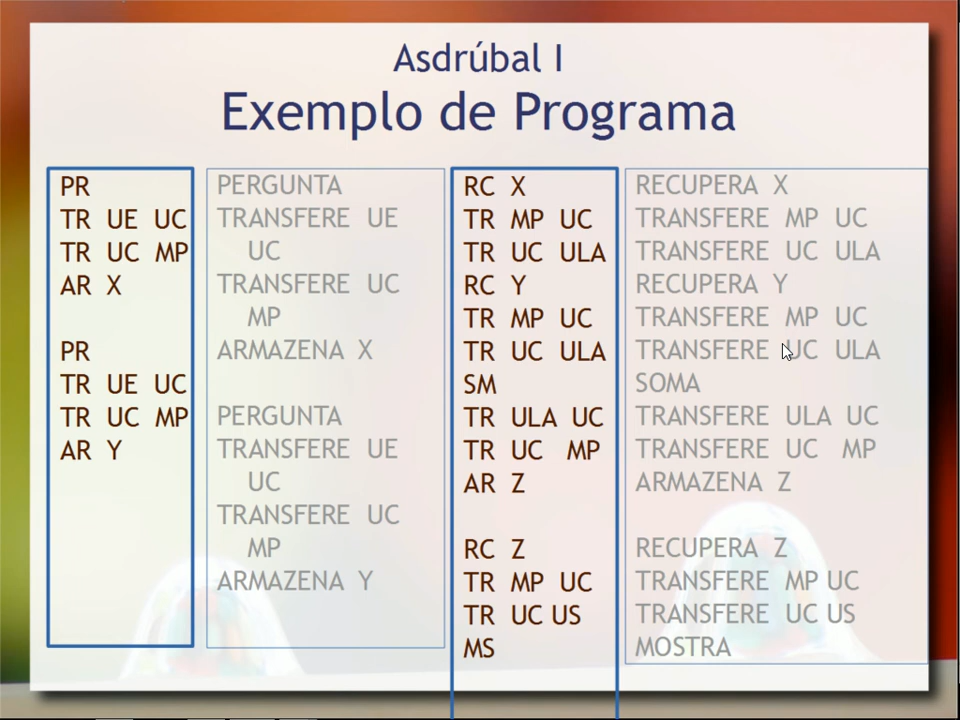 Asdrúbal I
Exemplo de Programa
PR
TR UE UC
TR UC MP
AR X
PR
TR UE UC
TR UC MP
AR Y
PERGUNTA
TRANSFERE UE
UC
TRANSFERE UC
MP
ARMAZENA X
PERGUNTA
TRANSFERE UE
UC
TRANSFERE UC
MP
ARMAZENA Y
RC X
TR MP UC
TR UC ULA
RC Y
TR MP UC
TR UC ULA
SM
TR ULA UC
TR UC MP
AR Z
RC Z
TR MP UC
TR UC US
MS
RECUPERA X
TRANSFERE MP UC
TRANSFERE UC ULA
RECUPERA Y
TRANSFERE MP UC
TRANSFERE UC ULA
SOMA
TRANSFERE ULA UC
TRANSFERE UC MP
ARMAZENA Z
RECUPERA Z
TRANSFERE MP UC
TRANSFERE UC US
MOSTRA